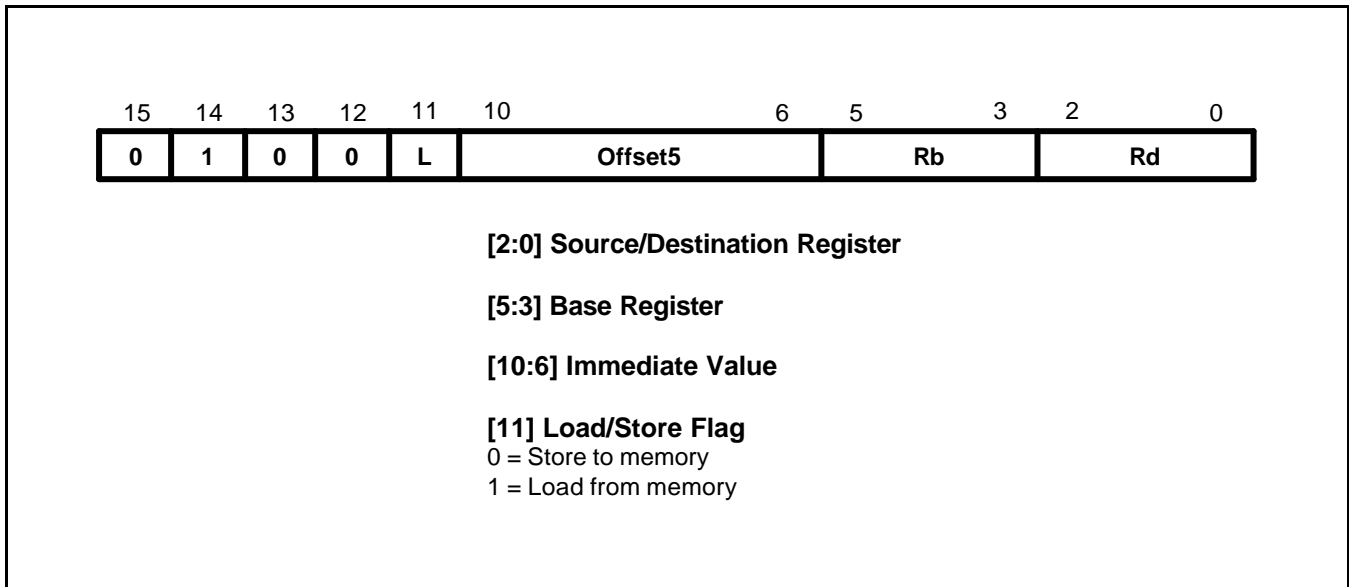 15 14 13 12 11 10 6 5 3 2 0
0 1 0 0 L Offset5 Rb Rd
[2:0] Source/Destination Register
[5:3] Base Register
[10:6] Immediate Value
[11] Load/Store Flag
0 = Store to memory
1 = Load from memory